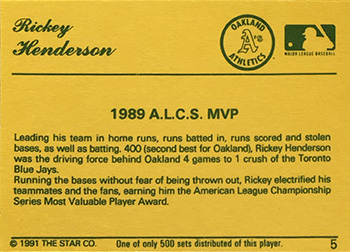 Rickey
Henderson
OAKLAND
A's
ATHLETICS
MAJOR LEAGUE BASEBALL
1989 A.L.C.S. MVP
Leading his team in home runs, runs batted in, runs scored and stolen
bases, as well as batting. 400 (second best for Oakland), Rickey Henderson
was the driving force behind Oakland 4 games to 1 crush of the Toronto
Blue Jays.
Running the bases without fear of being thrown out, Rickey electrified his
teammates and the fans, earning him the American League Championship
Series Most Valuable Player Award.
© 1991 THE STAR CO. One of only 500 sets distributed of this player. 5